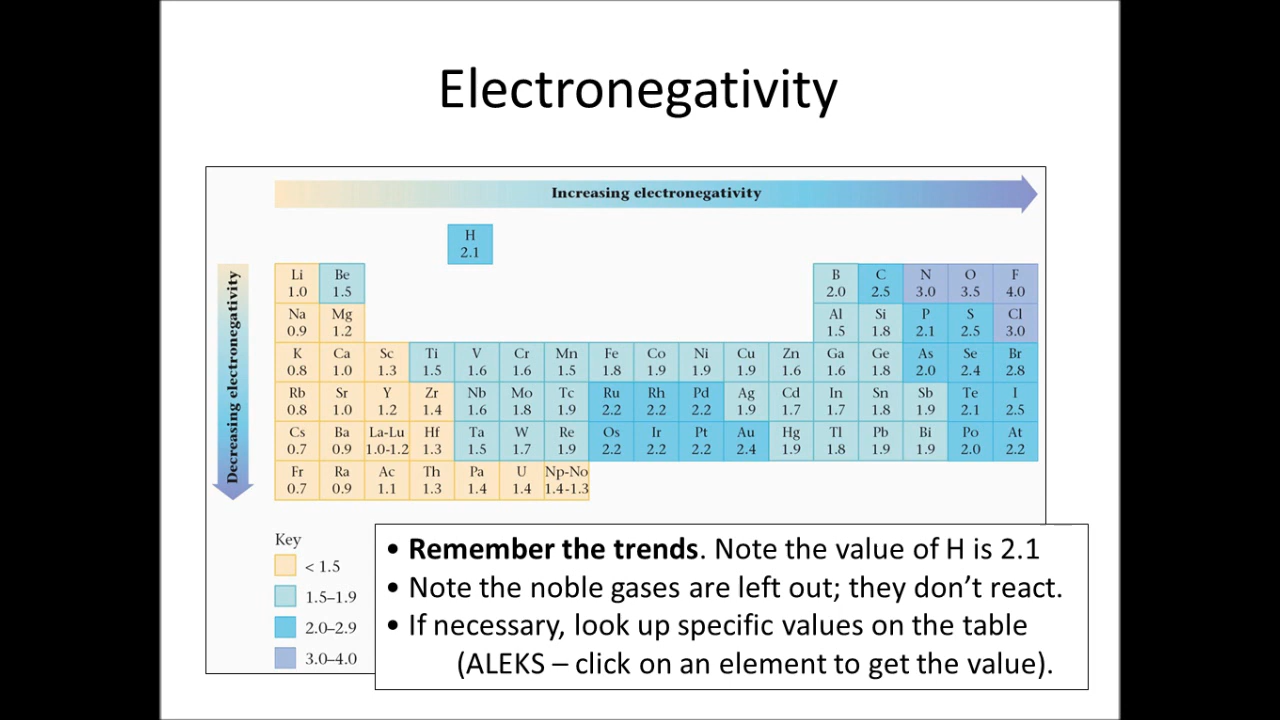 Electronegativity
Increasing electronegativity
Decreasing electronegativity
H
2.1
Li Be B C N O F
1.0 1.5 2.0 2.5 3.0 3.5 4.0
Na Mg Al Si P S Cl
0.9 1.2 1.5 1.8 2.1 2.5 3.0
K Ca Sc Ti V Cr Mn Fe Co Ni Cu Zn Ga Ge As Se Br
0.8 1.0 1.3 1.5 1.6 1.6 1.5 1.8 1.9 1.9 1.9 1.6 1.6 1.8 2.0 2.4 2.8
Rb Sr Y Zr Nb Mo Tc Ru Rh Pd Ag Cd In Sn Sb Te I
0.8 1.0 1.2 1.4 1.6 1.8 1.9 2.2 2.2 2.2 1.9 1.7 1.7 1.8 1.9 2.1 2.5
Cs Ba La-Lu Hf Ta W Re Os Ir Pt Au Hg Tl Pb Bi Po At
0.7 0.9 1.0-1.2 1.3 1.5 1.7 1.9 2.2 2.2 2.2 2.4 1.9 1.8 1.9 1.9 2.0 2.2
Fr Ra Ac Th Pa U Np-No
0.7 0.9 1.1 1.3 1.4 1.4 1.4-1.3
Key
< 1.5
1.5–1.9
2.0–2.9
3.0–4.0
• Remember the trends. Note the value of H is 2.1
• Note the noble gases are left out; they don’t react.
• If necessary, look up specific values on the table
(ALEKS – click on an element to get the value).